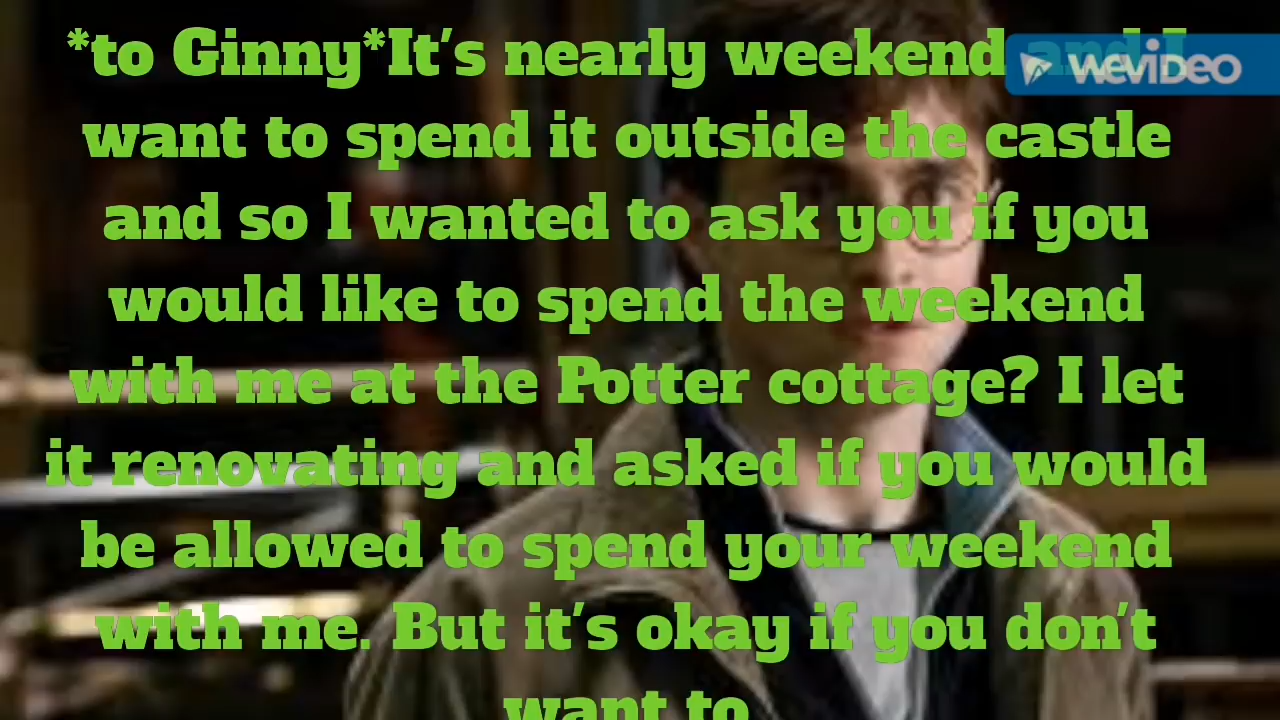 *to Ginny*It's nearly weekend and I
wevideo
want to spend it outside the castle
and so I wanted to ask you if you
would like to spend the weekend
with me at the Potter cottage? I let
it renovating and asked if you would
be allowed to spend your weekend
with me. But it's okay if you don't
want to